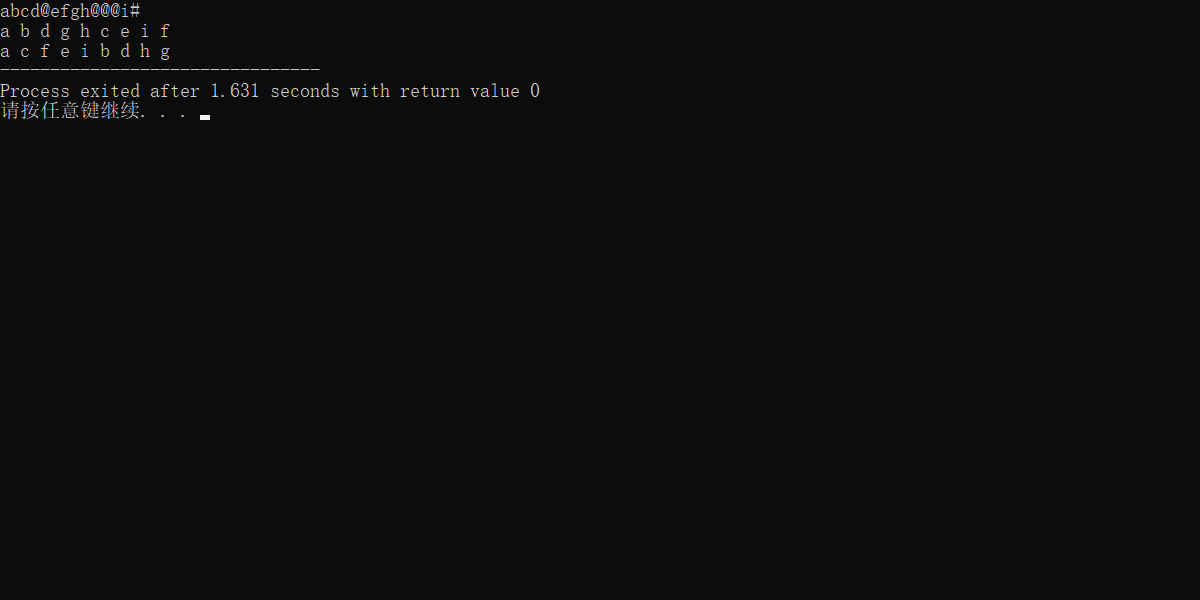 abcd@efgh@@@i#
a b d g h c e i f
a c f e i b d h g
--------------------------------
Process exited after 1.631 seconds with return value 0
请按任意键继续. . .